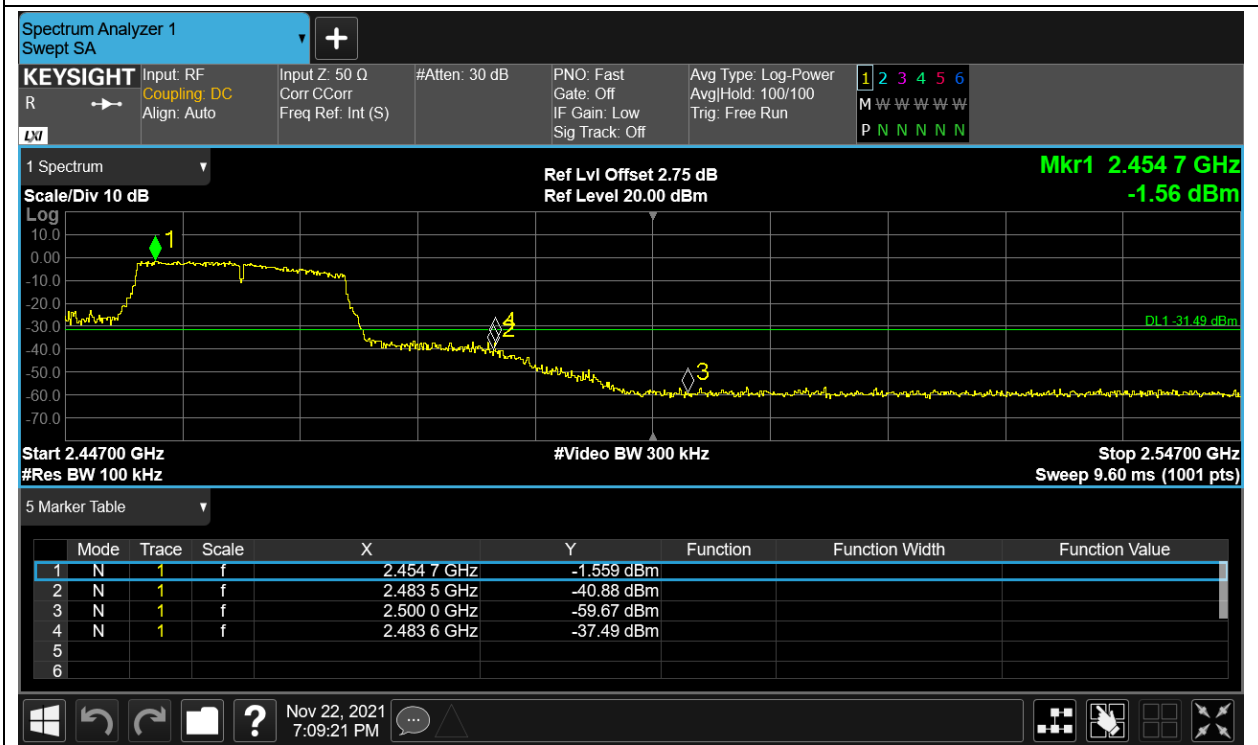 Spectrum Analyzer 1
Swept SA
+
KEYSIGHT Input: RF Input Z: 50 Ω #Atten: 30 dB PNO: Fast Avg Type: Log-Power 1 2 3 4 5 6
R Coupling: DC Corr CCorr Gate: Off Avg|Hold: 100/100 M W W W W W
Align: Auto Freq Ref: Int (S) IF Gain: Low Trig: Free Run
LXI Sig Track: Off P N N N N N
1 Spectrum Ref Lvl Offset 2.75 dB Mkr1 2.454 7 GHz
Scale/Div 10 dB Ref Level 20.00 dBm -1.56 dBm
Log
10.0
1
0.00
-10.0
-20.0
-30.0 4 DL1 -31.49 dBm
2
-40.0
-50.0 3
-60.0
-70.0
Start 2.44700 GHz #Video BW 300 kHz Stop 2.54700 GHz
#Res BW 100 kHz Sweep 9.60 ms (1001 pts)
5 Marker Table
Mode Trace Scale X Y Function Function Width Function Value
1 N 1 f 2.454 7 GHz -1.559 dBm
2 N 1 f 2.483 5 GHz -40.88 dBm
3 N 1 f 2.500 0 GHz -59.67 dBm
4 N 1 f 2.483 6 GHz -37.49 dBm
5
6
? Nov 22, 2021
7:09:21 PM